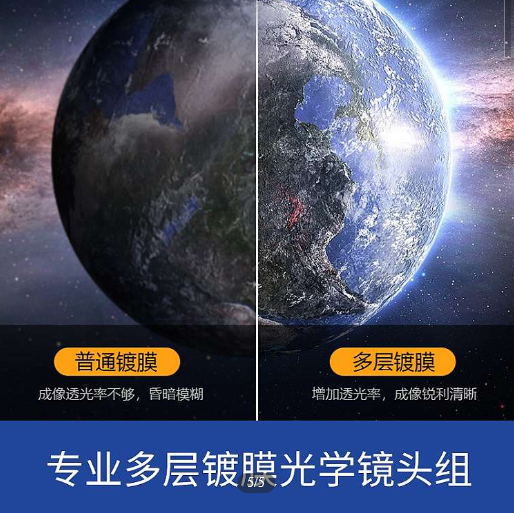 普通镀膜
成像透光率不够，昏暗模糊
多层镀膜
增加透光率，成像锐利清晰
专业多层镀膜光学镜头组
5/5